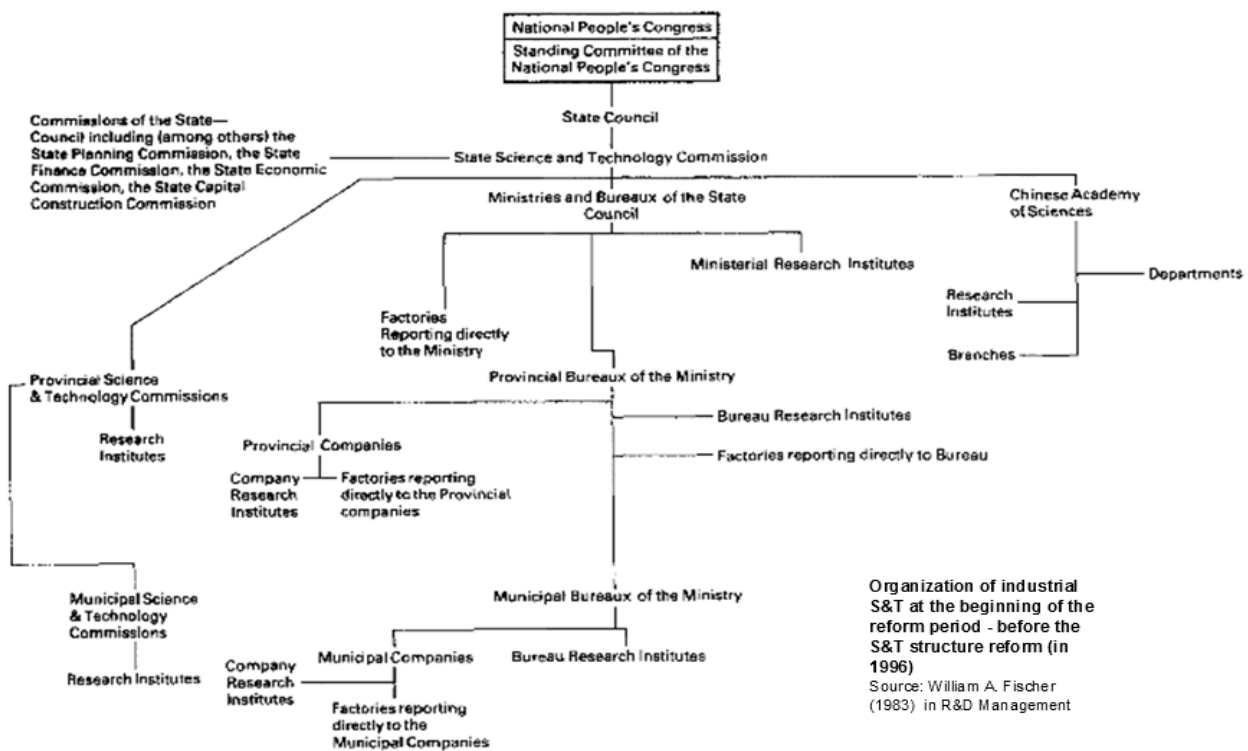 National People's Congress
Standing Committee of the
National People's Congress
State Council
Commissions of the State—
Council including (among others) the
State Planning Commission, the State
Finance Commission, the State Economic
Commission, the State Capital
Construction Commission
State Science and Technology Commission
Ministries and Bureaux of the State
Council
Chinese Academy
of Sciences
Ministerial Research Institutes
Departments
Research
Institutes
Branches
Factories
Reporting directly
to the Ministry
Provincial Science
& Technology Commissions
Research
Institutes
Provincial Bureaux of the Ministry
Bureau Research Institutes
Factories reporting directly to Bureau
Provincial Companies
Company
Research
Institutes
Factories reporting
directly to the Provincial
companies
Municipal Science
& Technology
Commissions
Research Institutes
Municipal Bureaux of the Ministry
Municipal Companies
Bureau Research Institutes
Company
Research
Institutes
Factories reporting
directly to the
Municipal Companies
Organization of industrial
S&T at the beginning of the
reform period - before the
S&T structure reform (in
1996)
Source: William A. Fischer
(1983) in R&D Management